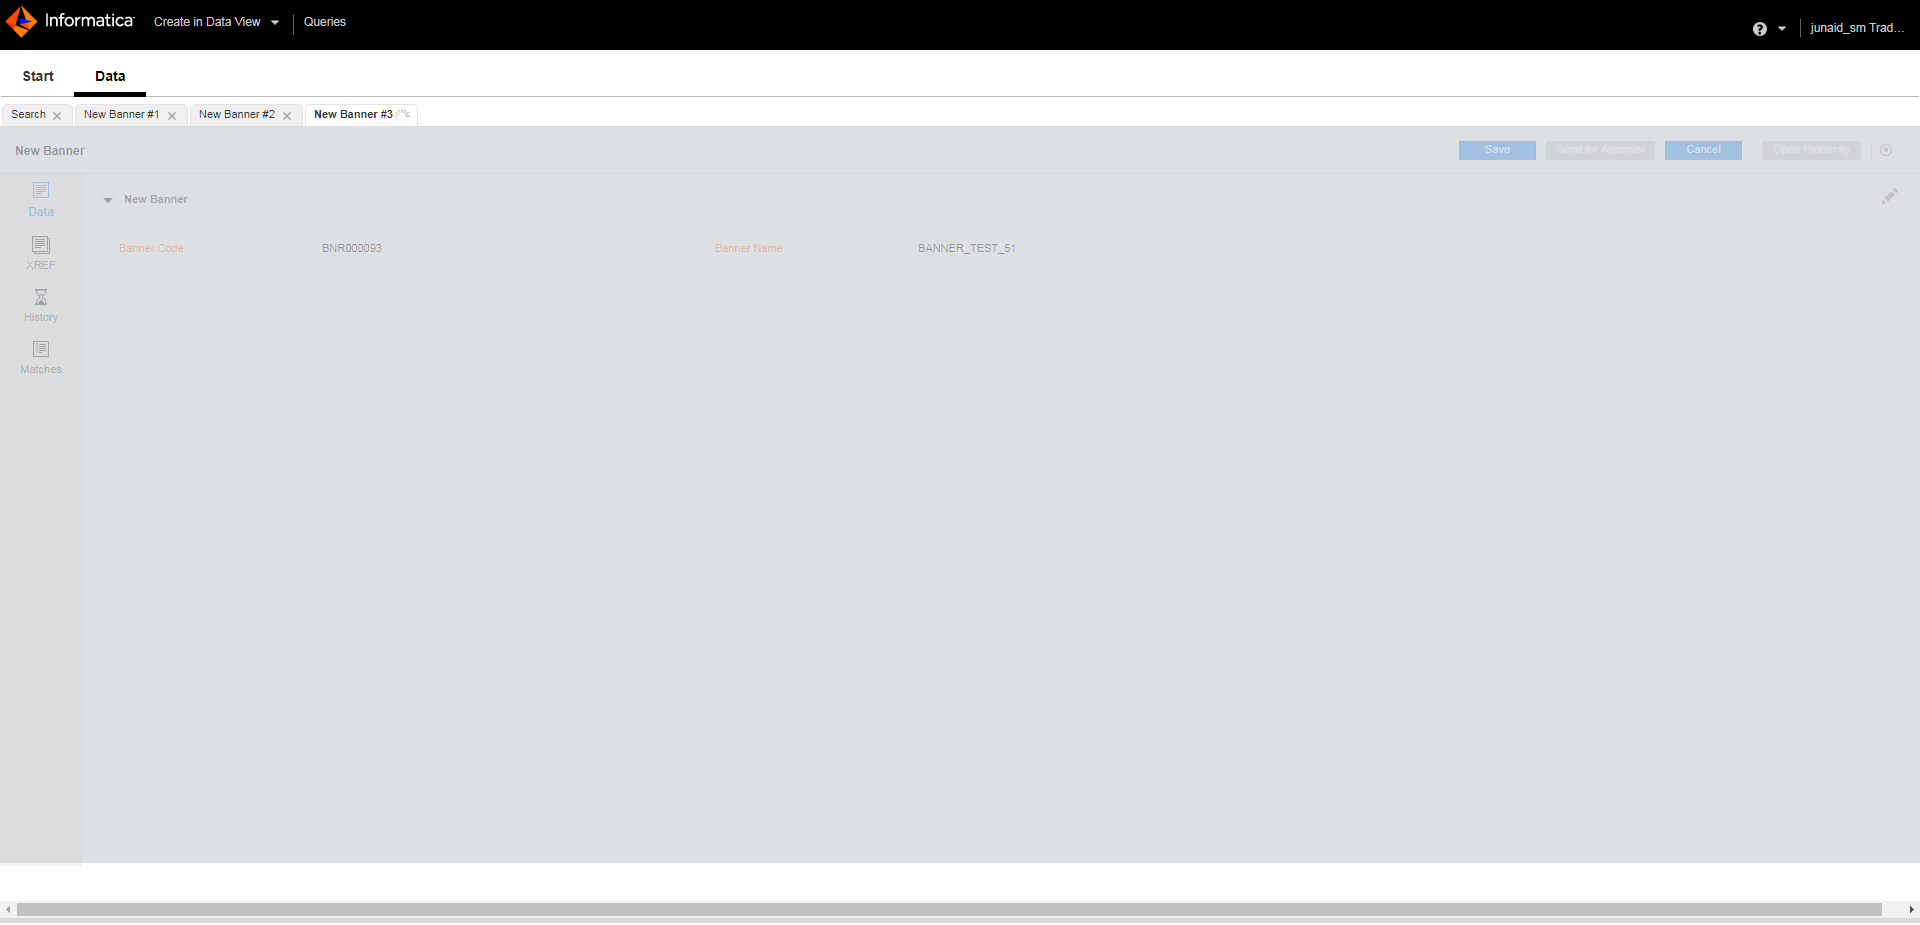 Informatica Create in Data View Queries junaid_sm Trad...
Start Data
Search New Banner #1 New Banner #2 New Banner #3
New Banner Save Send for Approval Cancel Open Hierarchy
Data
New Banner
Banner Code BNR000093 Banner Name BANNER_TEST_51
XREF
History
Matches